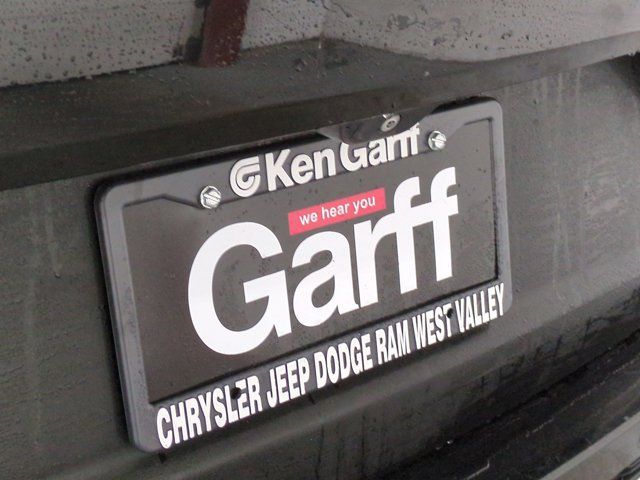 Ken Garff
we hear you
Garff
CHRYSLER JEEP DODGE RAM WEST VALLEY